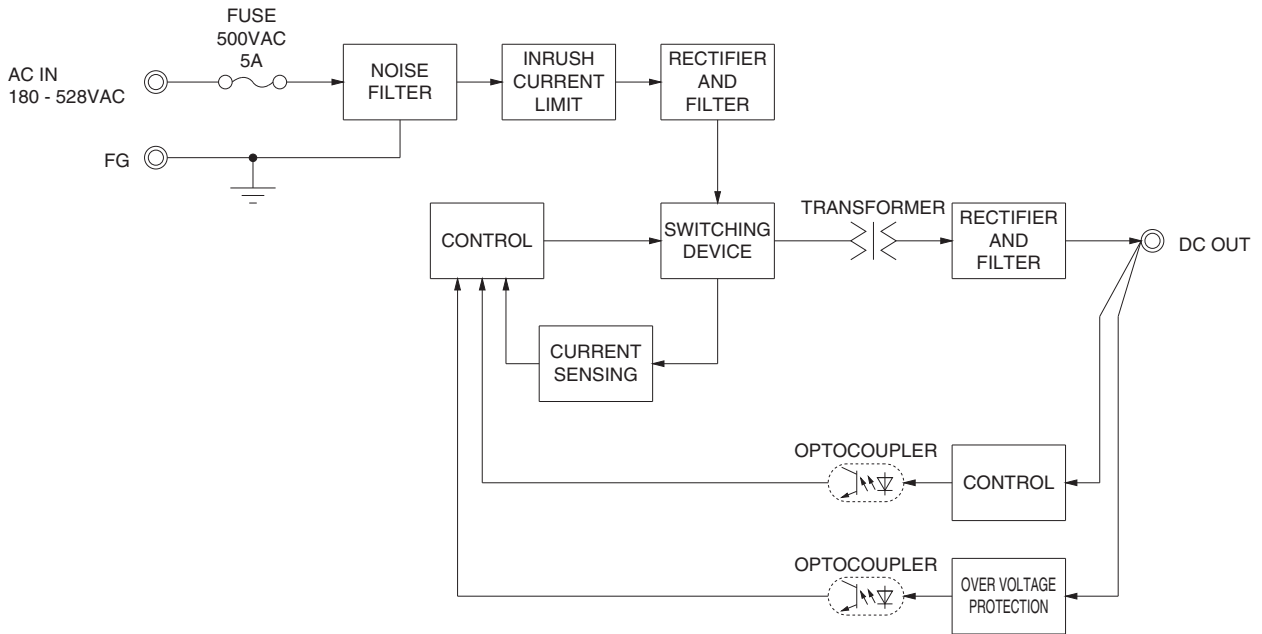 FUSE
500VAC
5A
AC IN
180 - 528VAC
NOISE
FILTER
INRUSH
CURRENT
LIMIT
RECTIFIER
AND
FILTER
FG
CONTROL
SWITCHING
DEVICE
TRANSFORMER
RECTIFIER
AND
FILTER
DC OUT
CURRENT
SENSING
OPTOCOUPLER
CONTROL
OPTOCOUPLER
OVER VOLTAGE
PROTECTION